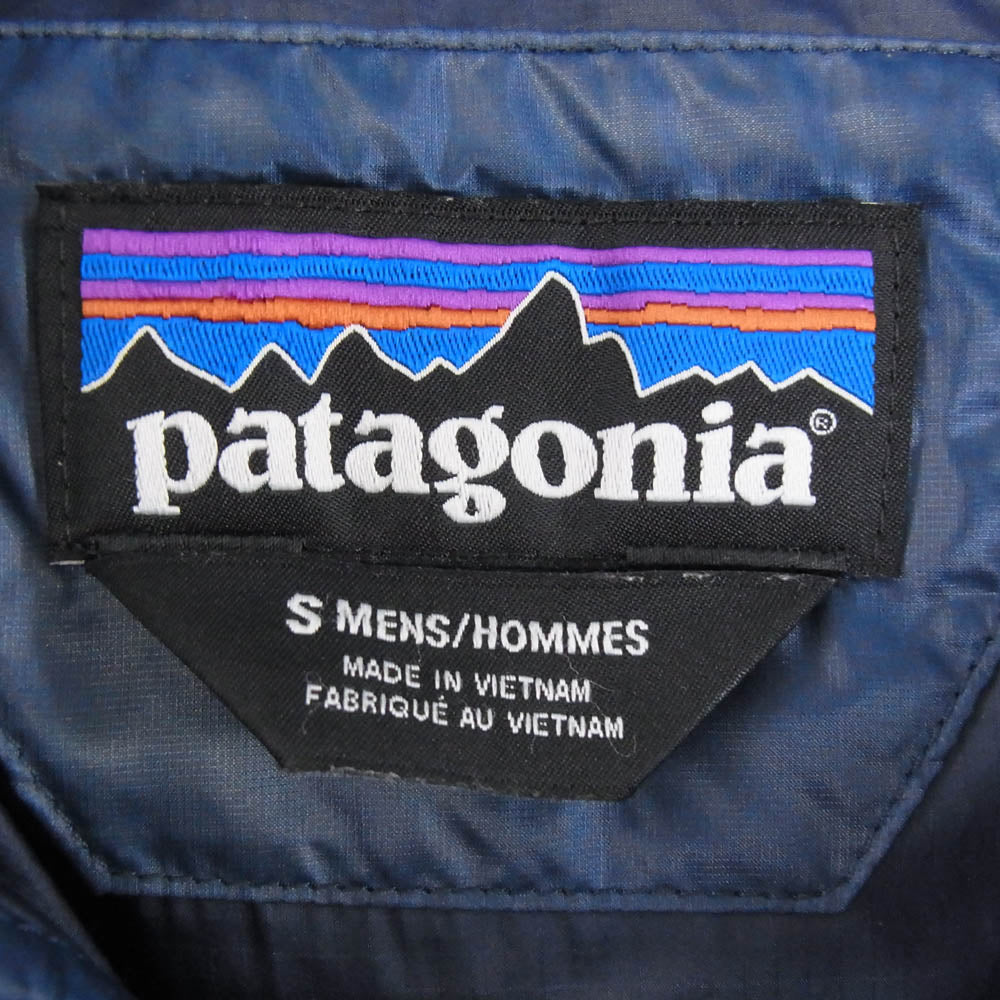 patagonia®
S MENS/HOMMES
MADE IN VIETNAM
FABRIQUÉ AU VIETNAM